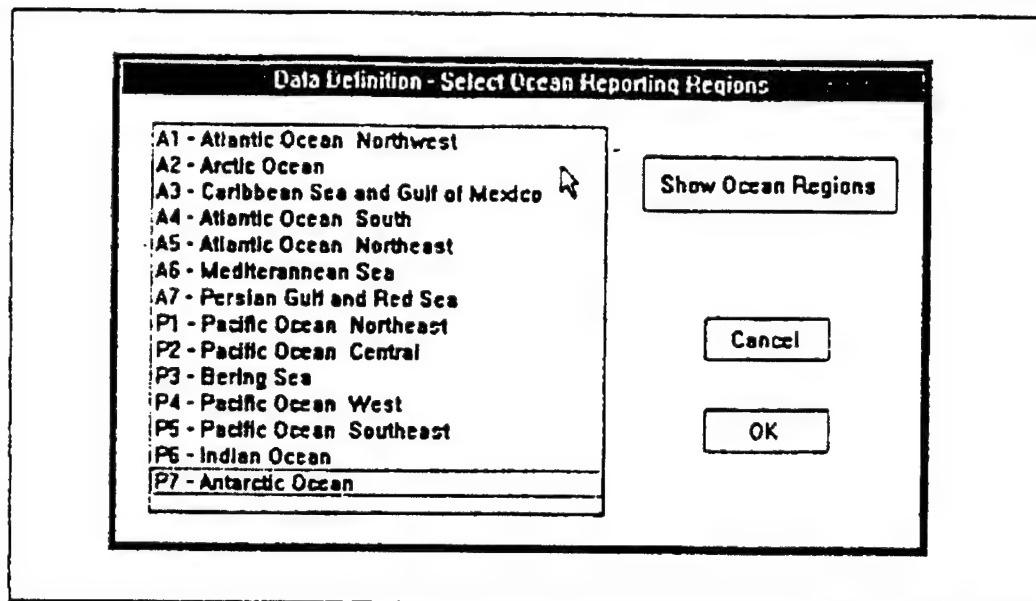 Data Definition - Select Ocean Reporting Regions
A1 - Atlantic Ocean Northwest
A2 - Arctic Ocean
A3 - Caribbean Sea and Gulf of Mexico
A4 - Atlantic Ocean South
A5 - Atlantic Ocean Northeast
A6 - Mediterannean Sea
A7 - Persian Gulf and Red Sea
P1 - Pacific Ocean Northeast
P2 - Pacific Ocean Central
P3 - Bering Sea
P4 - Pacific Ocean West
P5 - Pacific Ocean Southeast
P6 - Indian Ocean
P7 - Antarctic Ocean
Show Ocean Regions
Cancel
OK